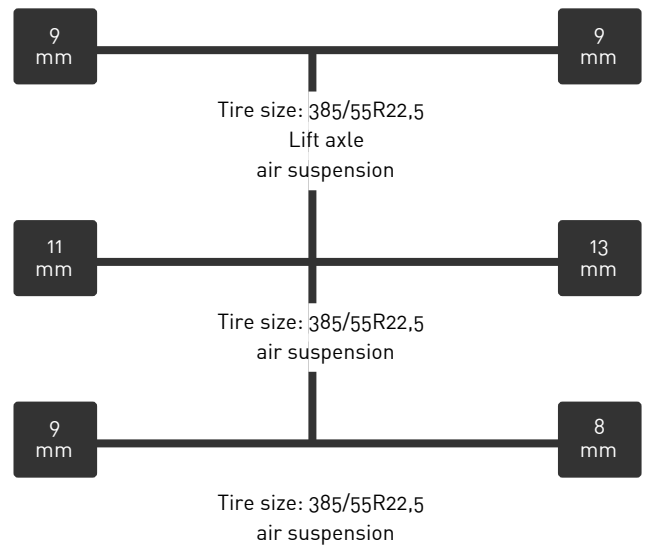 9
mm
9
mm
Tire size: 385/55R22,5
Lift axle
air suspension
11
mm
13
mm
Tire size: 385/55R22,5
air suspension
9
mm
8
mm
Tire size: 385/55R22,5
air suspension